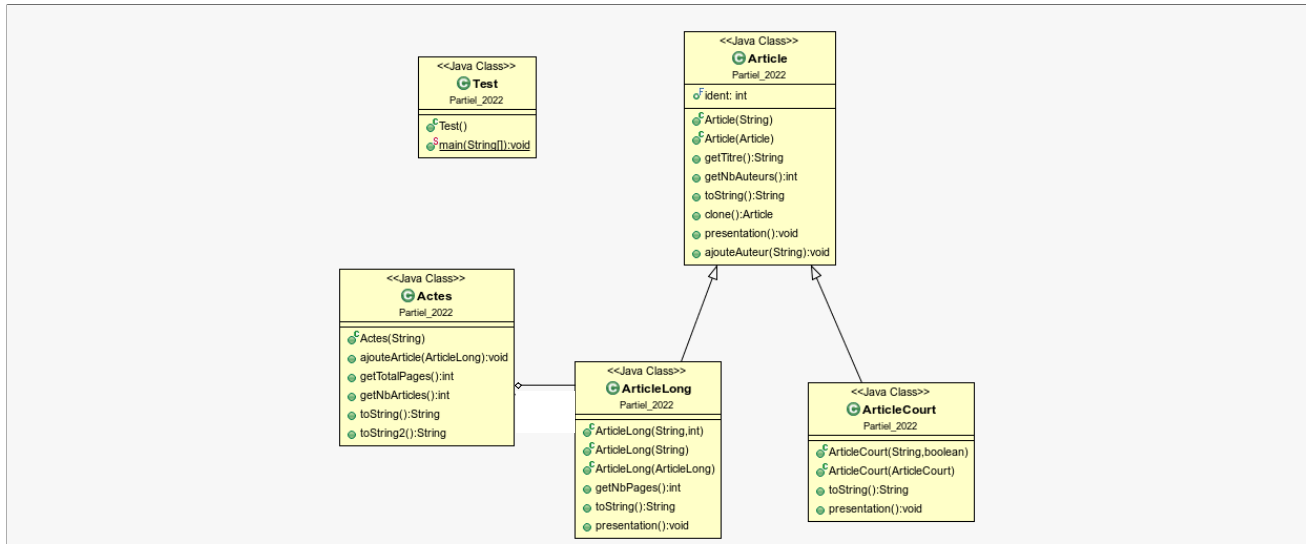 <<Java Class>>
Test
Partiel_2022
Test()
main(String[]):void
<<Java Class>>
Article
Partiel_2022
ident: int
Article(String)
Article(Article)
getTitre():String
getNbAuteurs():int
toString():String
clone():Article
presentation():void
ajouteAuteur(String):void
<<Java Class>>
Actes
Partiel_2022
Actes(String)
ajouteArticle(ArticleLong):void
getTotalPages():int
getNbArticles():int
toString():String
toString2():String
<<Java Class>>
ArticleLong
Partiel_2022
ArticleLong(String,int)
ArticleLong(String)
ArticleLong(ArticleLong)
getNbPages():int
toString():String
presentation():void
<<Java Class>>
ArticleCourt
Partiel_2022
ArticleCourt(String,boolean)
ArticleCourt(ArticleCourt)
toString():String
presentation():void